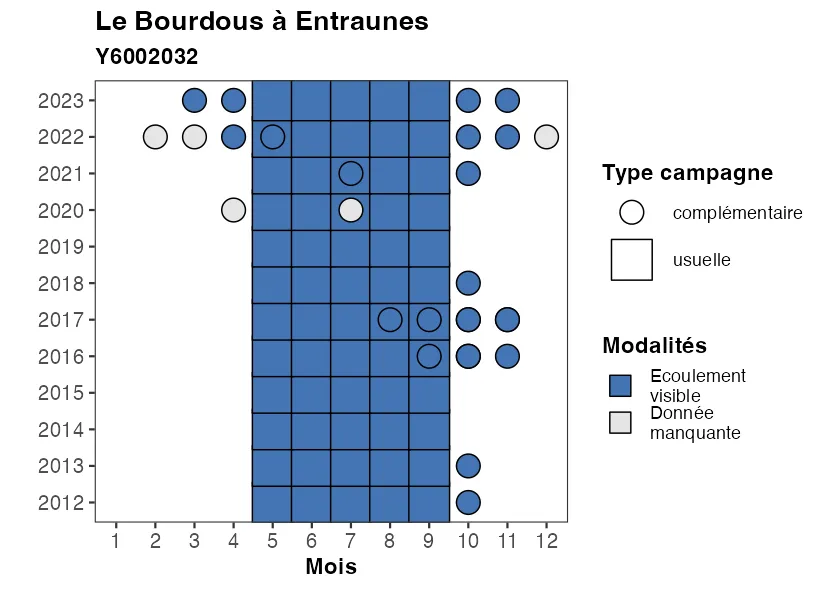 Le Bourdous à Entraunes
Y6002032
2023
2022
2021
2020
2019
2018
2017
2016
2015
2014
2013
2012
1 2 3 4 5 6 7 8 9 10 11 12
Mois
Type campagne
complémentaire
usuelle
Modalités
Ecoulement
visible
Donnée
manquante